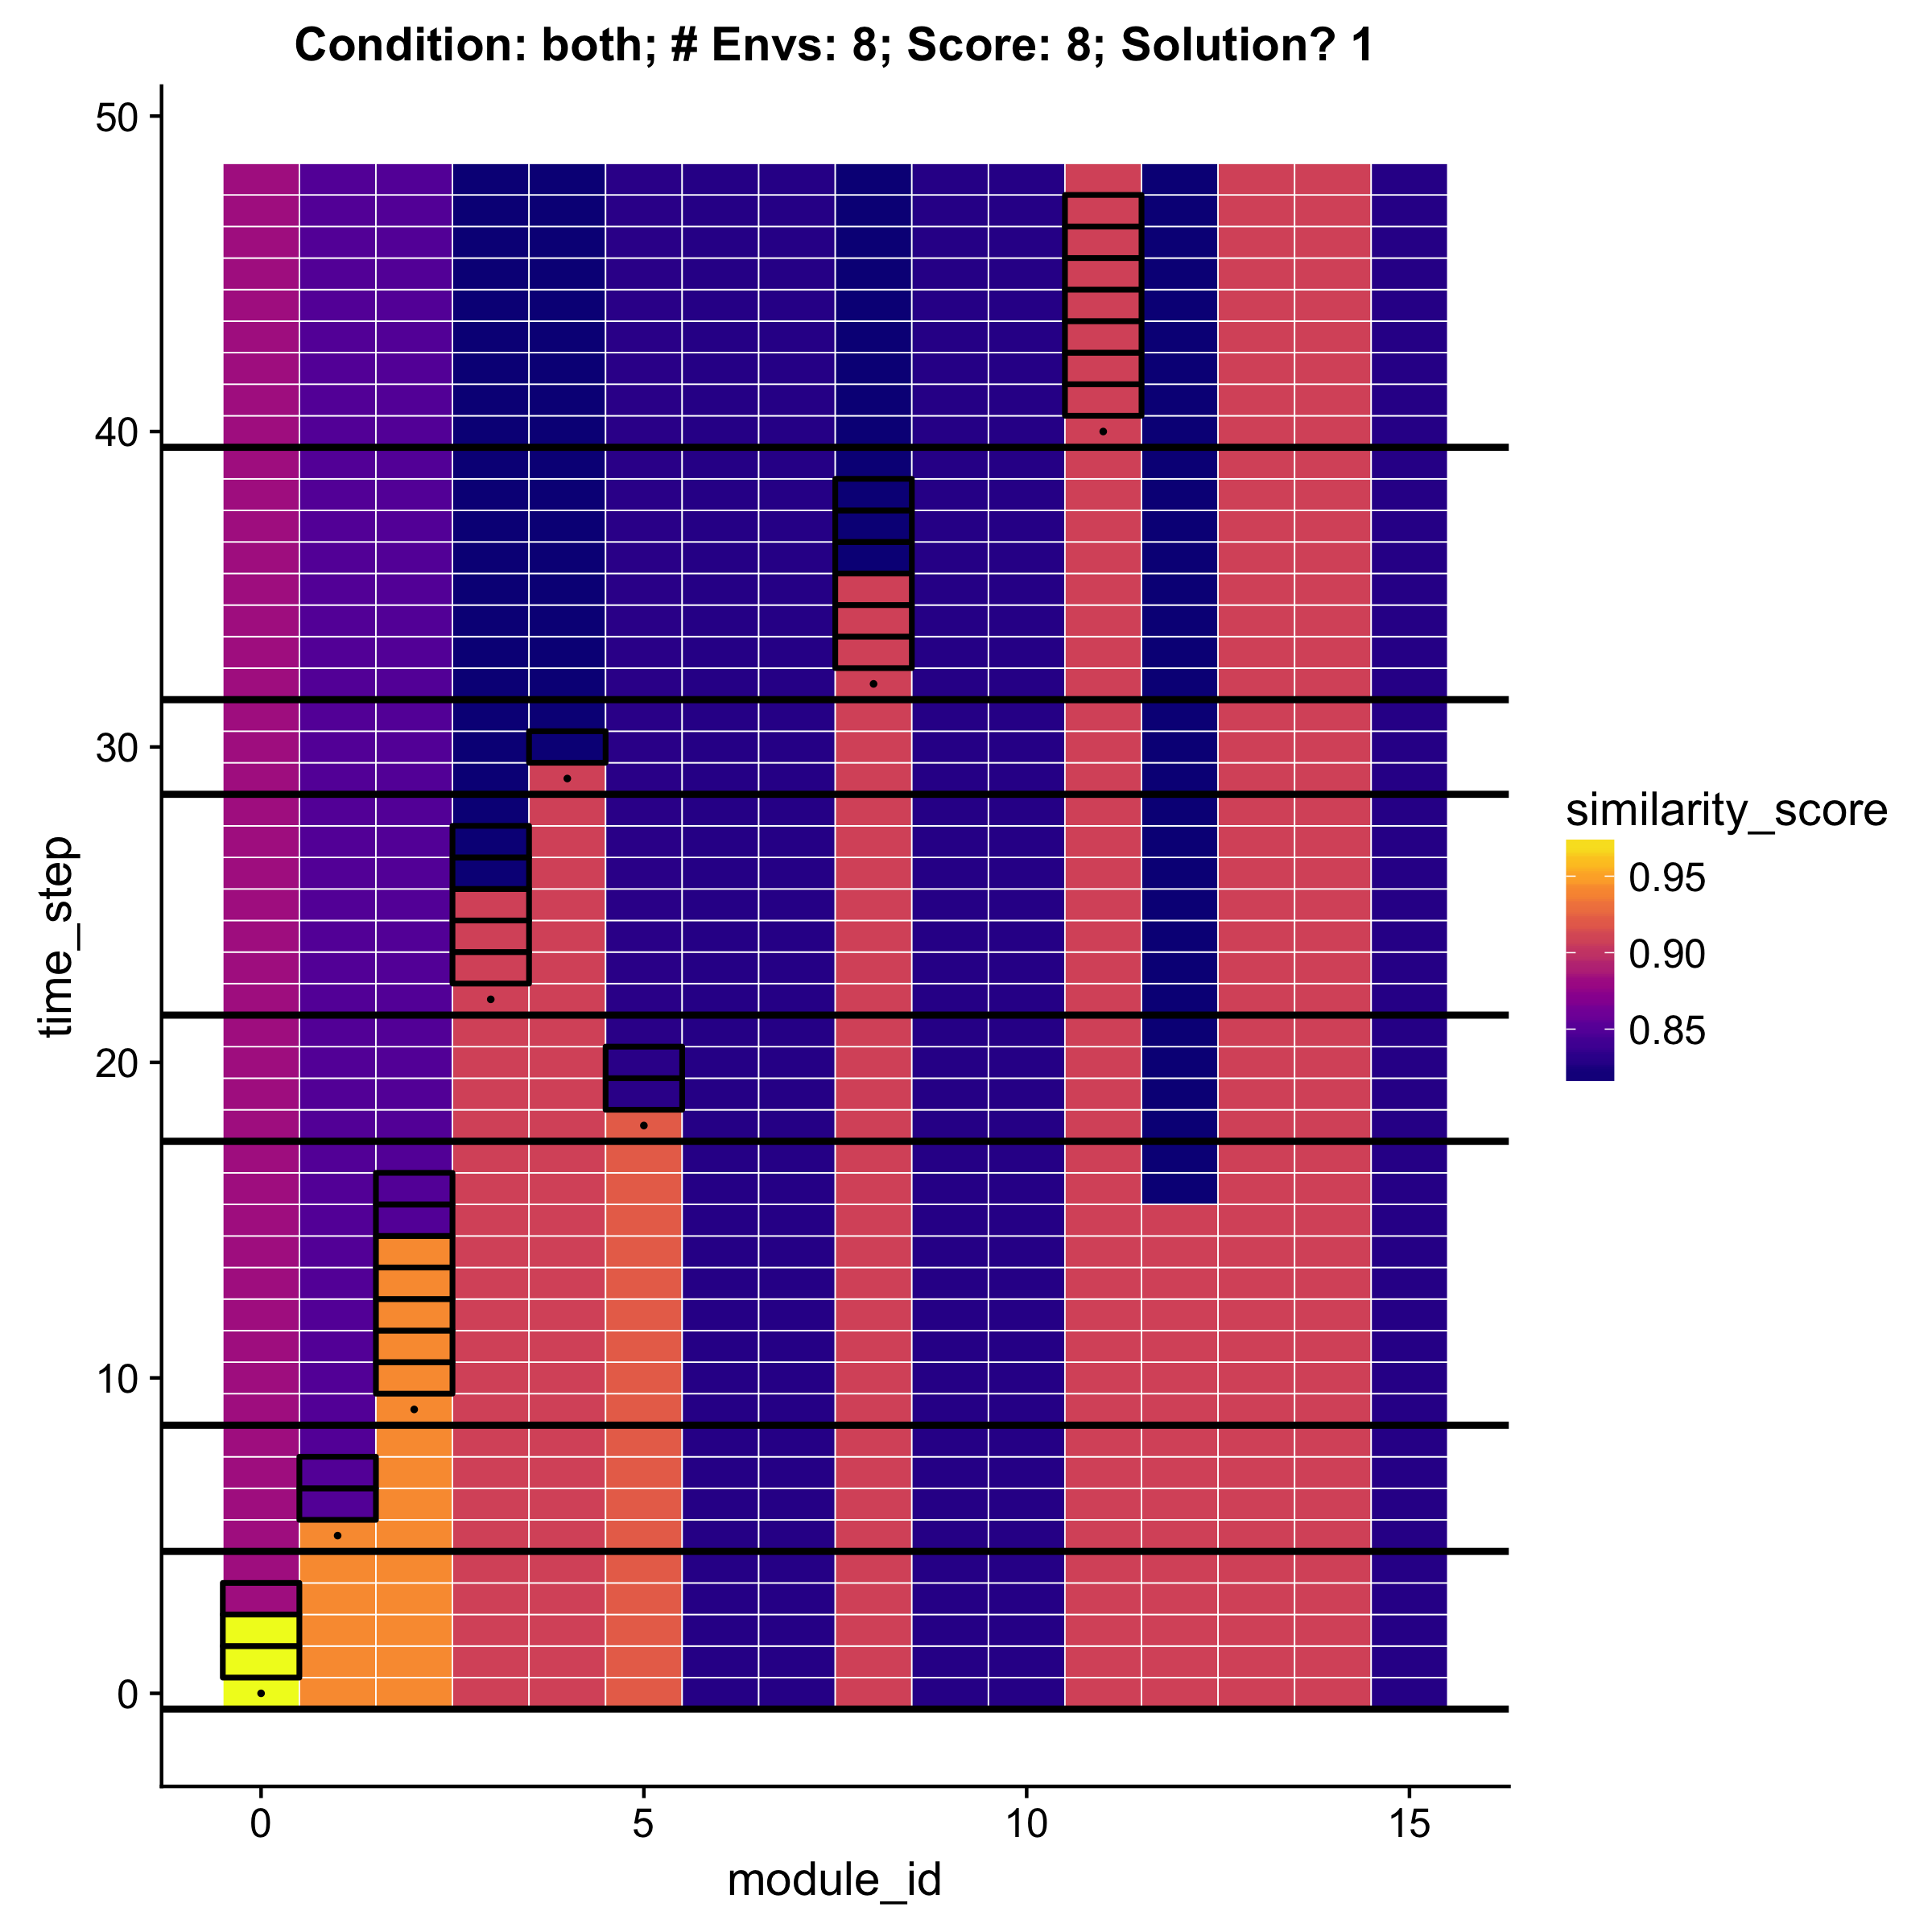 Condition: both; # Envs: 8; Score: 8; Solution? 1
50
40
30
20
10
0
time_step
0 5 10 15
module_id
similarity_score
0.95
0.90
0.85